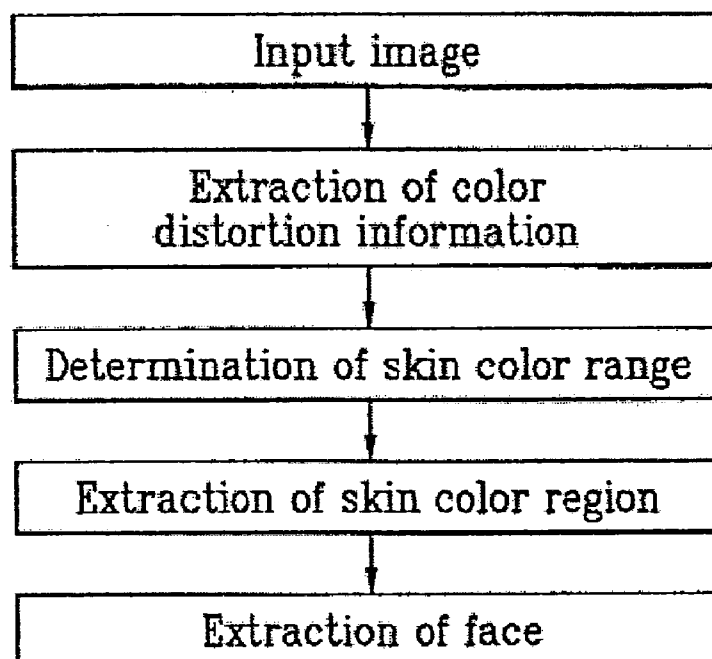 Input image
Extraction of color
distortion information
Determination of skin color range
Extraction of skin color region
Extraction of face